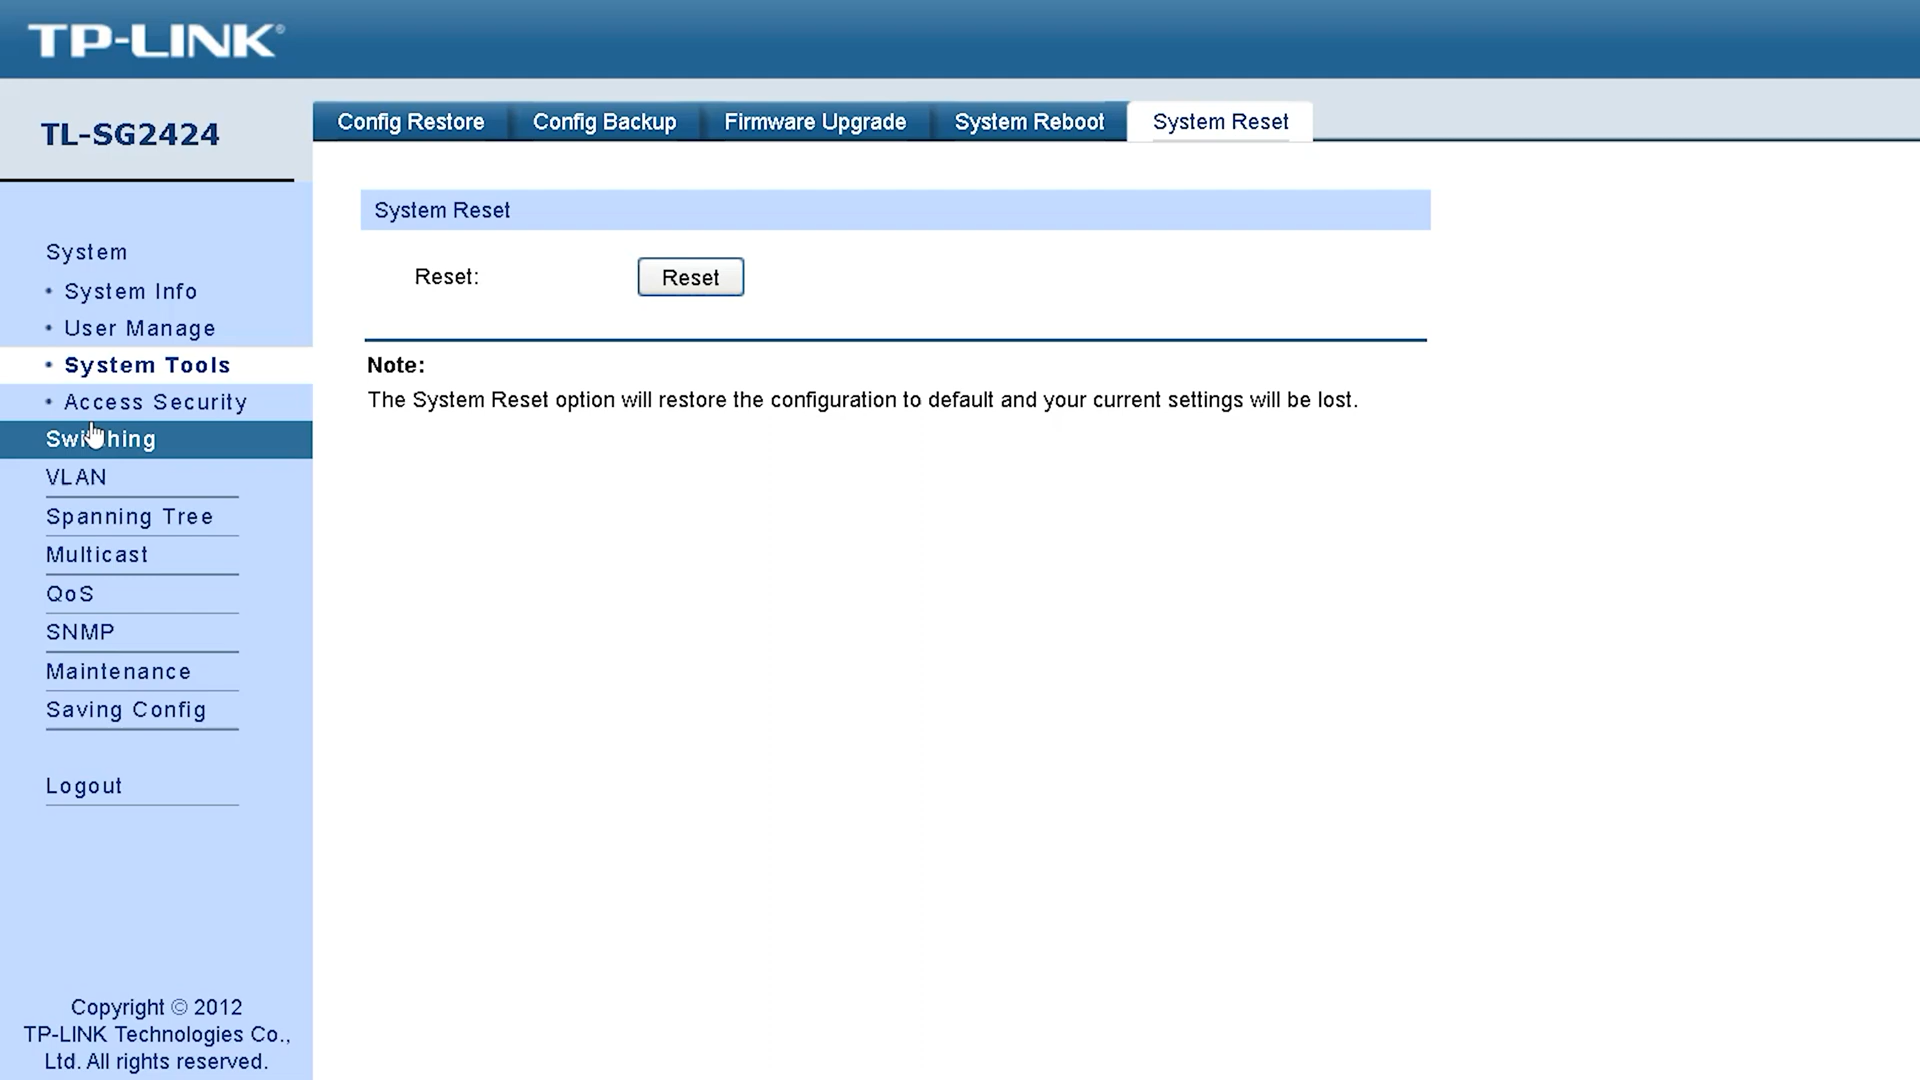 TP-LINK®
TL-SG2424
Config Restore
Config Backup
Firmware Upgrade
System Reboot
System Reset
System Reset
Reset:
Reset
Note:
The System Reset option will restore the configuration to default and your current settings will be lost.
System
• System Info
• User Manage
• System Tools
• Access Security
Switching
VLAN
Spanning Tree
Multicast
QoS
SNMP
Maintenance
Saving Config
Logout
Copyright © 2012
TP-LINK Technologies Co.,
Ltd. All rights reserved.